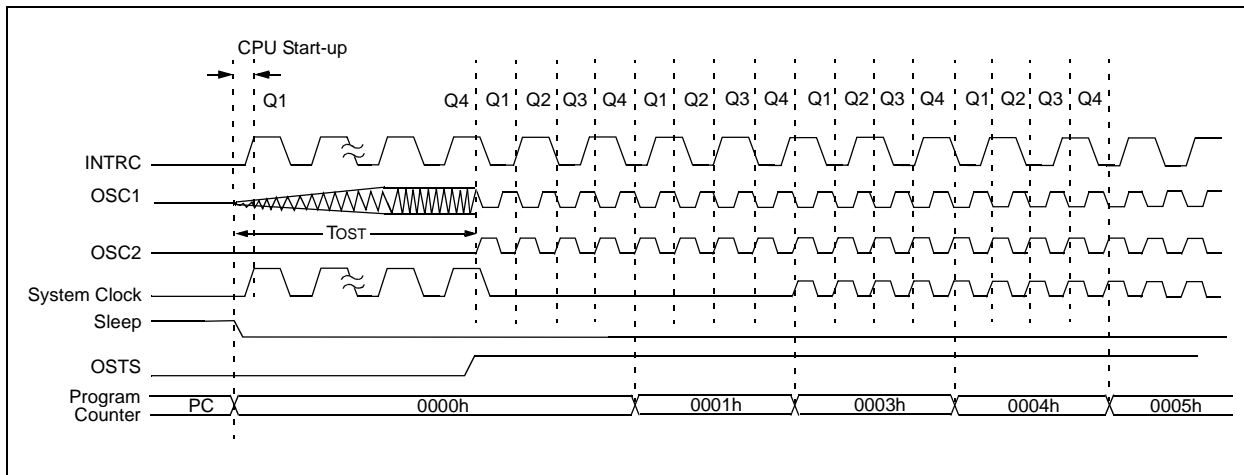 CPU Start-up
Q1 Q4 Q1 Q2 Q3 Q4 Q1 Q2 Q3 Q4 Q1 Q2 Q3 Q4 Q1 Q2 Q3 Q4
INTRC
OSC1
TOST
OSC2
System Clock
Sleep
OSTS
Program
Counter
PC 0000h 0001h 0003h 0004h 0005h